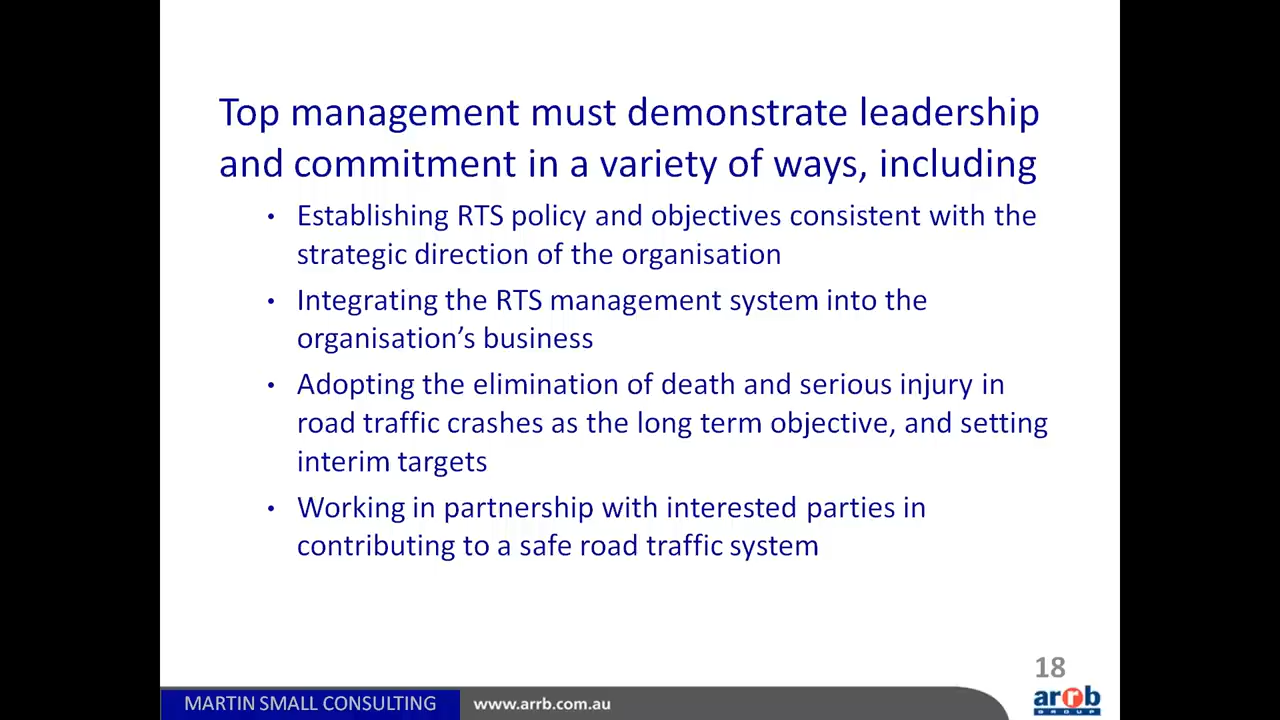 Top management must demonstrate leadership
and commitment in a variety of ways, including
• Establishing RTS policy and objectives consistent with the
strategic direction of the organisation
• Integrating the RTS management system into the
organisation’s business
• Adopting the elimination of death and serious injury in
road traffic crashes as the long term objective, and setting
interim targets
• Working in partnership with interested parties in
contributing to a safe road traffic system
18
MARTIN SMALL CONSULTING
www.arrb.com.au
arrb
GROUP